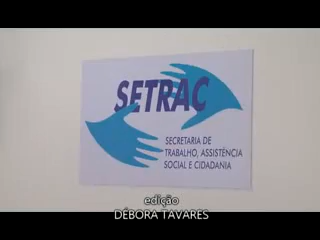 SETRAC
SECRETARIA DE
TRABALHO, ASSISTÊNCIA
SOCIAL E CIDADANIA
edição
DÉBORA TAVARES